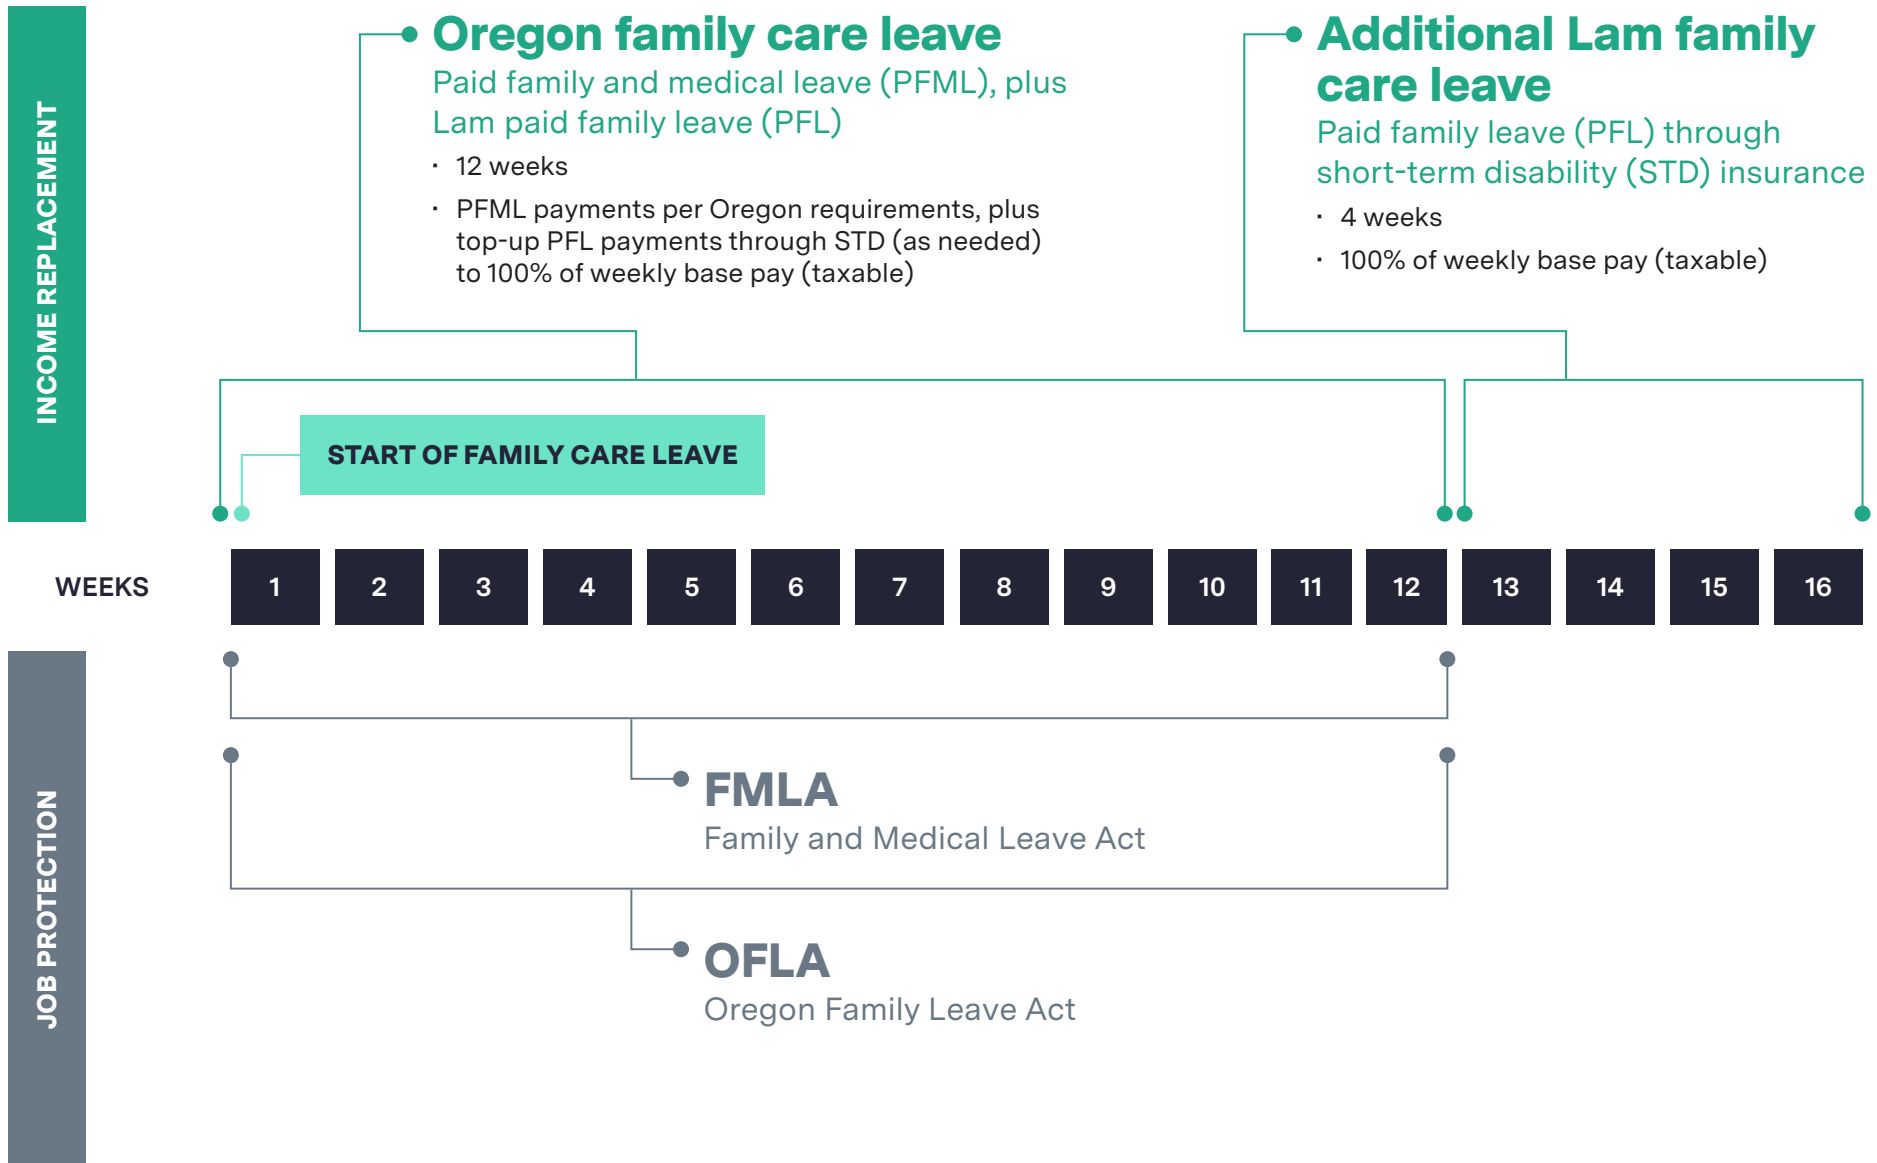 INCOME REPLACEMENT
Oregon family care leave
Paid family and medical leave (PFML), plus
Lam paid family leave (PFL)
· 12 weeks
· PFML payments per Oregon requirements, plus
top-up PFL payments through STD (as needed)
to 100% of weekly base pay (taxable)
Additional Lam family
care leave
Paid family leave (PFL) through
short-term disability (STD) insurance
· 4 weeks
· 100% of weekly base pay (taxable)
START OF FAMILY CARE LEAVE
WEEKS 1 2 3 4 5 6 7 8 9 10 11 12 13 14 15 16
JOB PROTECTION
FMLA
Family and Medical Leave Act
OFLA
Oregon Family Leave Act